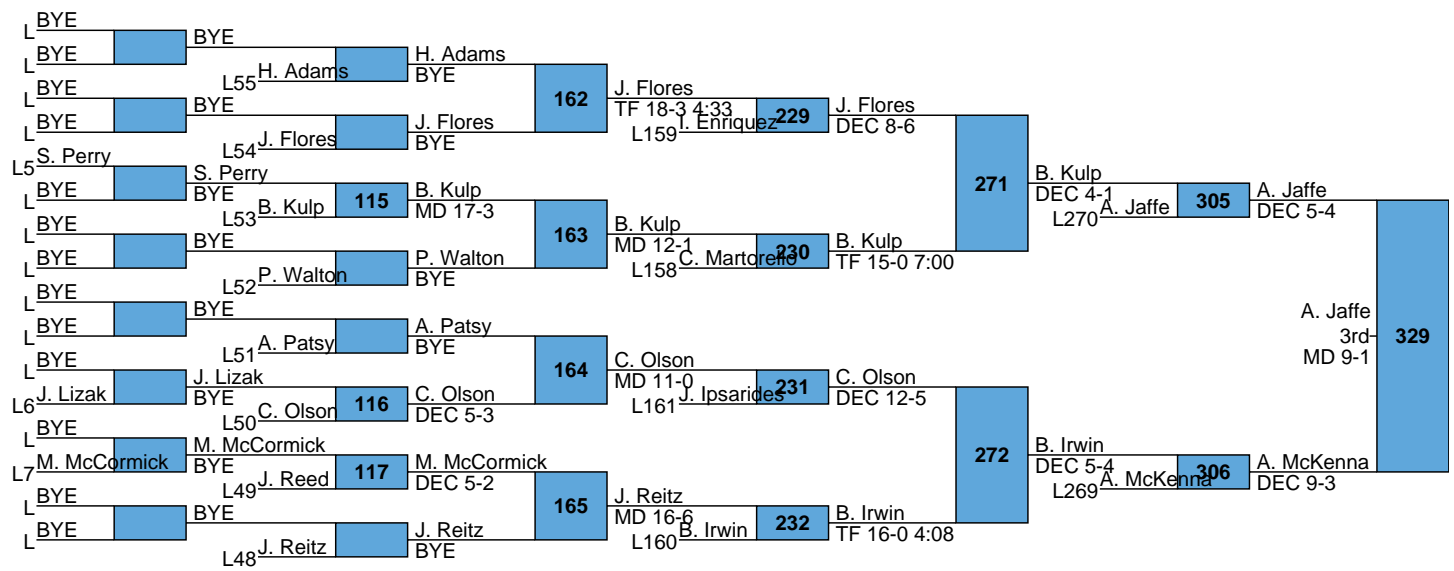 BYE
L
BYE
L
BYE
H. Adams
L55
H. Adams
BYE
BYE
L
BYE
L
BYE
J. Flores
L54
J. Flores
BYE
162
J. Flores
TF 18-3 4:33
I. Enriquez
L159
229
J. Flores
DEC 8-6
S. Perry
L5
BYE
L
S. Perry
BYE
B. Kulp
L53
115
B. Kulp
MD 17-3
BYE
L
BYE
L
BYE
P. Walton
L52
P. Walton
BYE
163
B. Kulp
MD 12-1
C. Martorello
L158
230
B. Kulp
TF 15-0 7:00
271
B. Kulp
DEC 4-1
A. Jaffe
L270
305
A. Jaffe
DEC 5-4
BYE
L
BYE
L
BYE
A. Patsy
L51
A. Patsy
BYE
BYE
L
J. Lizak
L6
J. Lizak
BYE
C. Olson
L50
116
C. Olson
DEC 5-3
164
C. Olson
MD 11-0
J. Ipsarides
L161
231
C. Olson
DEC 12-5
BYE
L
M. McCormick
L7
M. McCormick
BYE
J. Reed
L49
117
M. McCormick
DEC 5-2
BYE
L
BYE
L
BYE
J. Reitz
L48
J. Reitz
BYE
165
J. Reitz
MD 16-6
B. Irwin
L160
232
B. Irwin
TF 16-0 4:08
272
B. Irwin
DEC 5-4
A. McKenna
L269
306
A. McKenna
DEC 9-3
A. Jaffe
3rd
MD 9-1
329